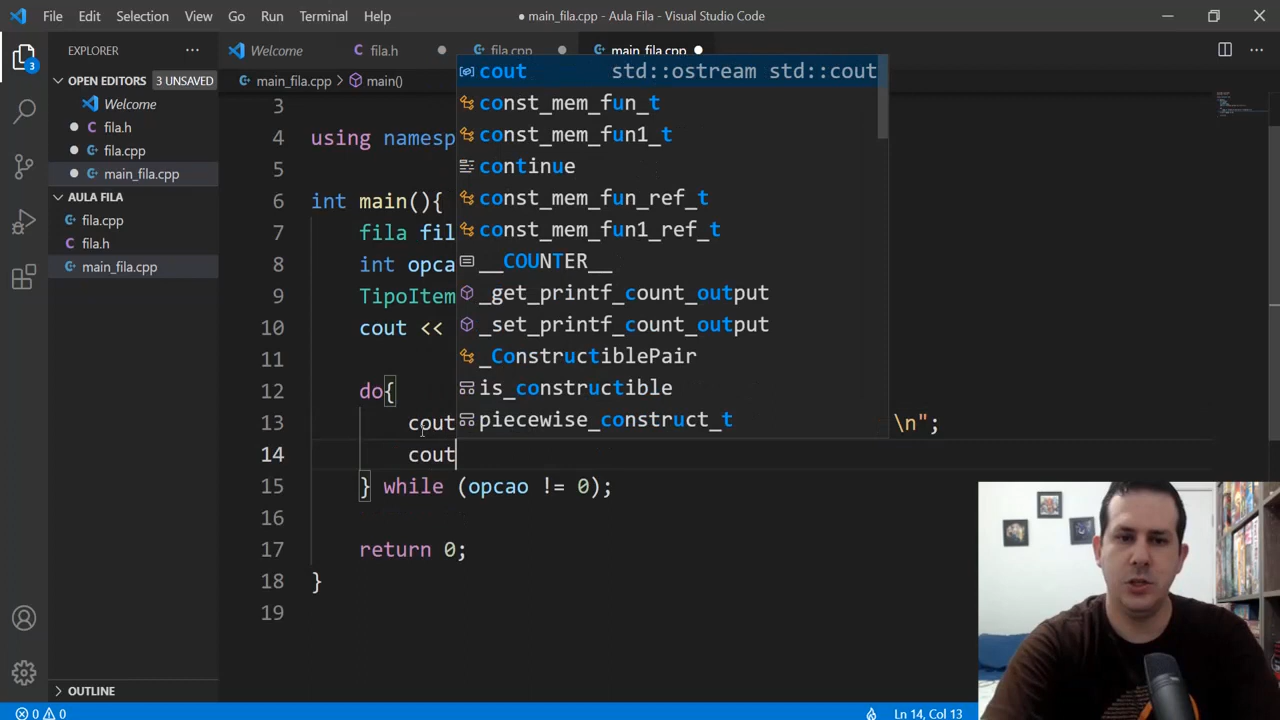 File Edit Selection View Go Run Terminal Help
● main_fila.cpp - Aula Fila - Visual Studio Code
EXPLORER ···
Welcome fila.h ● fila.cpp ● main_fila.cpp ●
OPEN EDITORS 3 UNSAVED
main_fila.cpp > main()
Welcome
● fila.h
● fila.cpp
● main_fila.cpp
AULA FILA
fila.cpp
fila.h
main_fila.cpp
3
4 using namesp
5
6 int main(){
7 fila fil
8 int opca
9 TipoItem
10 cout <<
11
12 do{
13 cout \n";
14 cout
15 } while (opcao != 0);
16
17 return 0;
18 }
19
cout std::ostream std::cout
const_mem_fun_t
const_mem_fun1_t
continue
const_mem_fun_ref_t
const_mem_fun1_ref_t
__COUNTER__
_get_printf_count_output
_set_printf_count_output
_ConstructiblePair
is_constructible
piecewise_construct_t
3
OUTLINE
0 0
Ln 14, Col 13